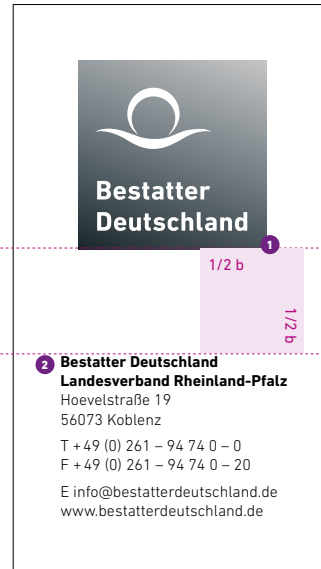 Bestatter
Deutschland
1
1/2 b
1/2 b
2
Bestatter Deutschland
Landesverband Rheinland-Pfalz
Hoevelstraße 19
56073 Koblenz
T +49 (0) 261 – 94 74 0 – 0
F +49 (0) 261 – 94 74 0 – 20
E info@bestatterdeutschland.de
www.bestatterdeutschland.de